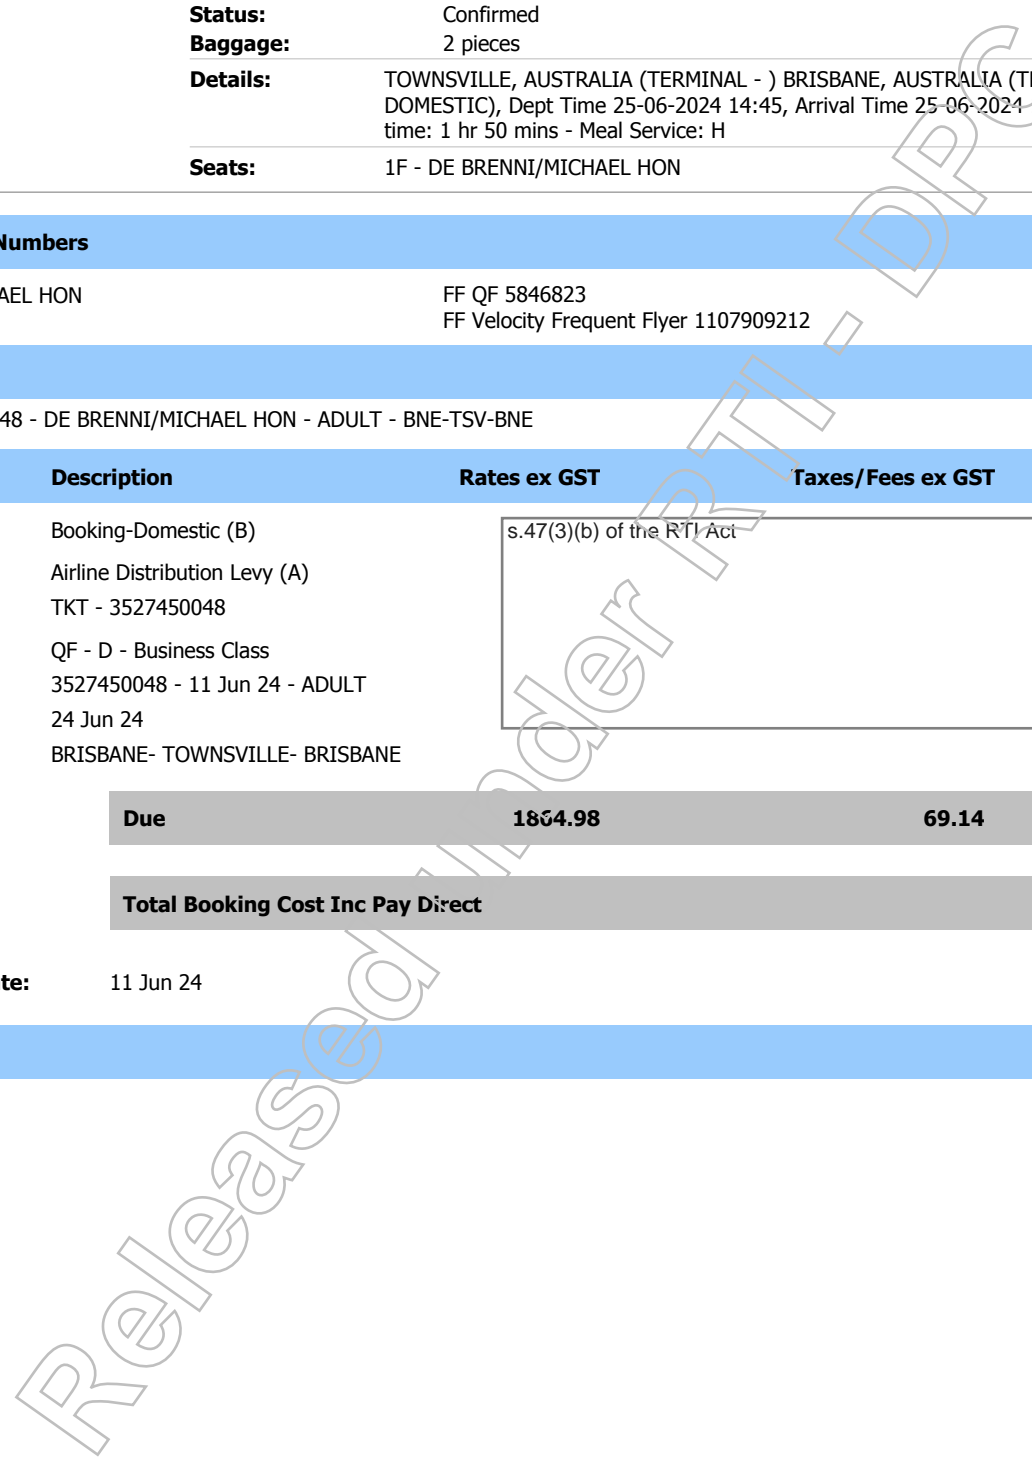 Status: Confirmed
Baggage: 2 pieces
Details: TOWNSVILLE, AUSTRALIA (TERMINAL - ) BRISBANE, AUSTRALIA (TE
DOMESTIC), Dept Time 25-06-2024 14:45, Arrival Time 25-06-2024
time: 1 hr 50 mins - Meal Service: H
Seats: 1F - DE BRENNI/MICHAEL HON
Numbers
AEL HON FF QF 5846823
FF Velocity Frequent Flyer 1107909212
48 - DE BRENNI/MICHAEL HON - ADULT - BNE-TSV-BNE
Description Rates ex GST Taxes/Fees ex GST
Booking-Domestic (B) s.47(3)(b) of the RTI Act
Airline Distribution Levy (A)
TKT - 3527450048
QF - D - Business Class
3527450048 - 11 Jun 24 - ADULT
24 Jun 24
BRISBANE- TOWNSVILLE- BRISBANE
Due 1864.98 69.14
Total Booking Cost Inc Pay Direct
te: 11 Jun 24
Released under RTI - DPC